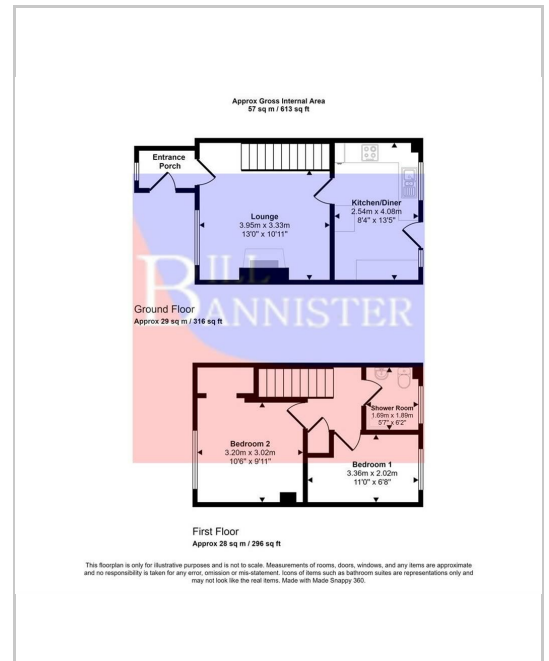 Approx Gross Internal Area
57 sq m / 613 sq ft
Entrance
Porch
Lounge
3.95m x 3.33m
13'0" x 10'11"
Kitchen/Diner
2.54m x 4.08m
8'4" x 13'5"
BILL
BANNISTER
Ground Floor
Approx 29 sq m / 316 sq ft
Shower Room
1.69m x 1.89m
5'7" x 6'2"
Bedroom 2
3.20m x 3.02m
10'6" x 9'11"
Bedroom 1
3.36m x 2.02m
11'0" x 6'8"
First Floor
Approx 28 sq m / 296 sq ft
This floorplan is only for illustrative purposes and is not to scale. Measurements of rooms, doors, windows, and any items are approximate
and no responsibility is taken for any error, omission or mis-statement. Icons of items such as bathroom suites are representations only and
may not look like the real items. Made with Made Snappy 360.